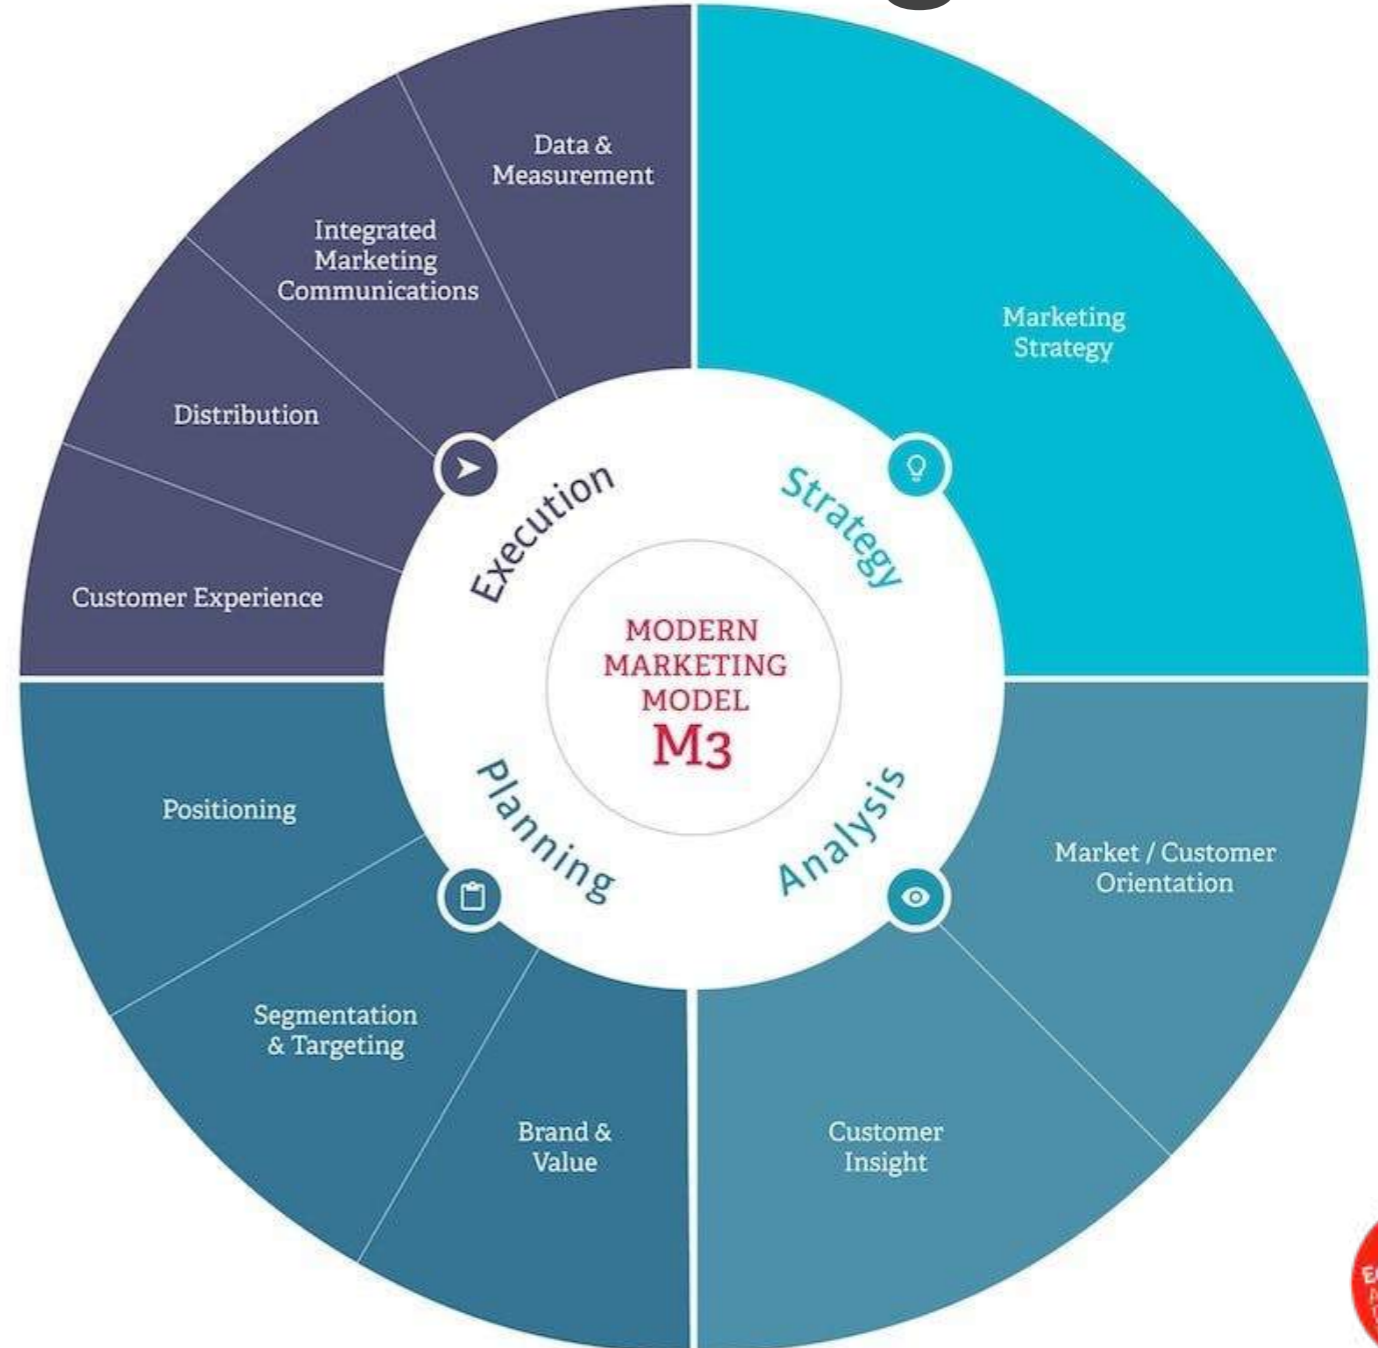 Data &
Measurement
Integrated
Marketing
Communications
Distribution
Customer Experience
Marketing
Strategy
Execution
Strategy
MODERN
MARKETING
MODEL
M3
Planning
Analysis
Positioning
Segmentation
& Targeting
Brand &
Value
Market / Customer
Orientation
Customer
Insight